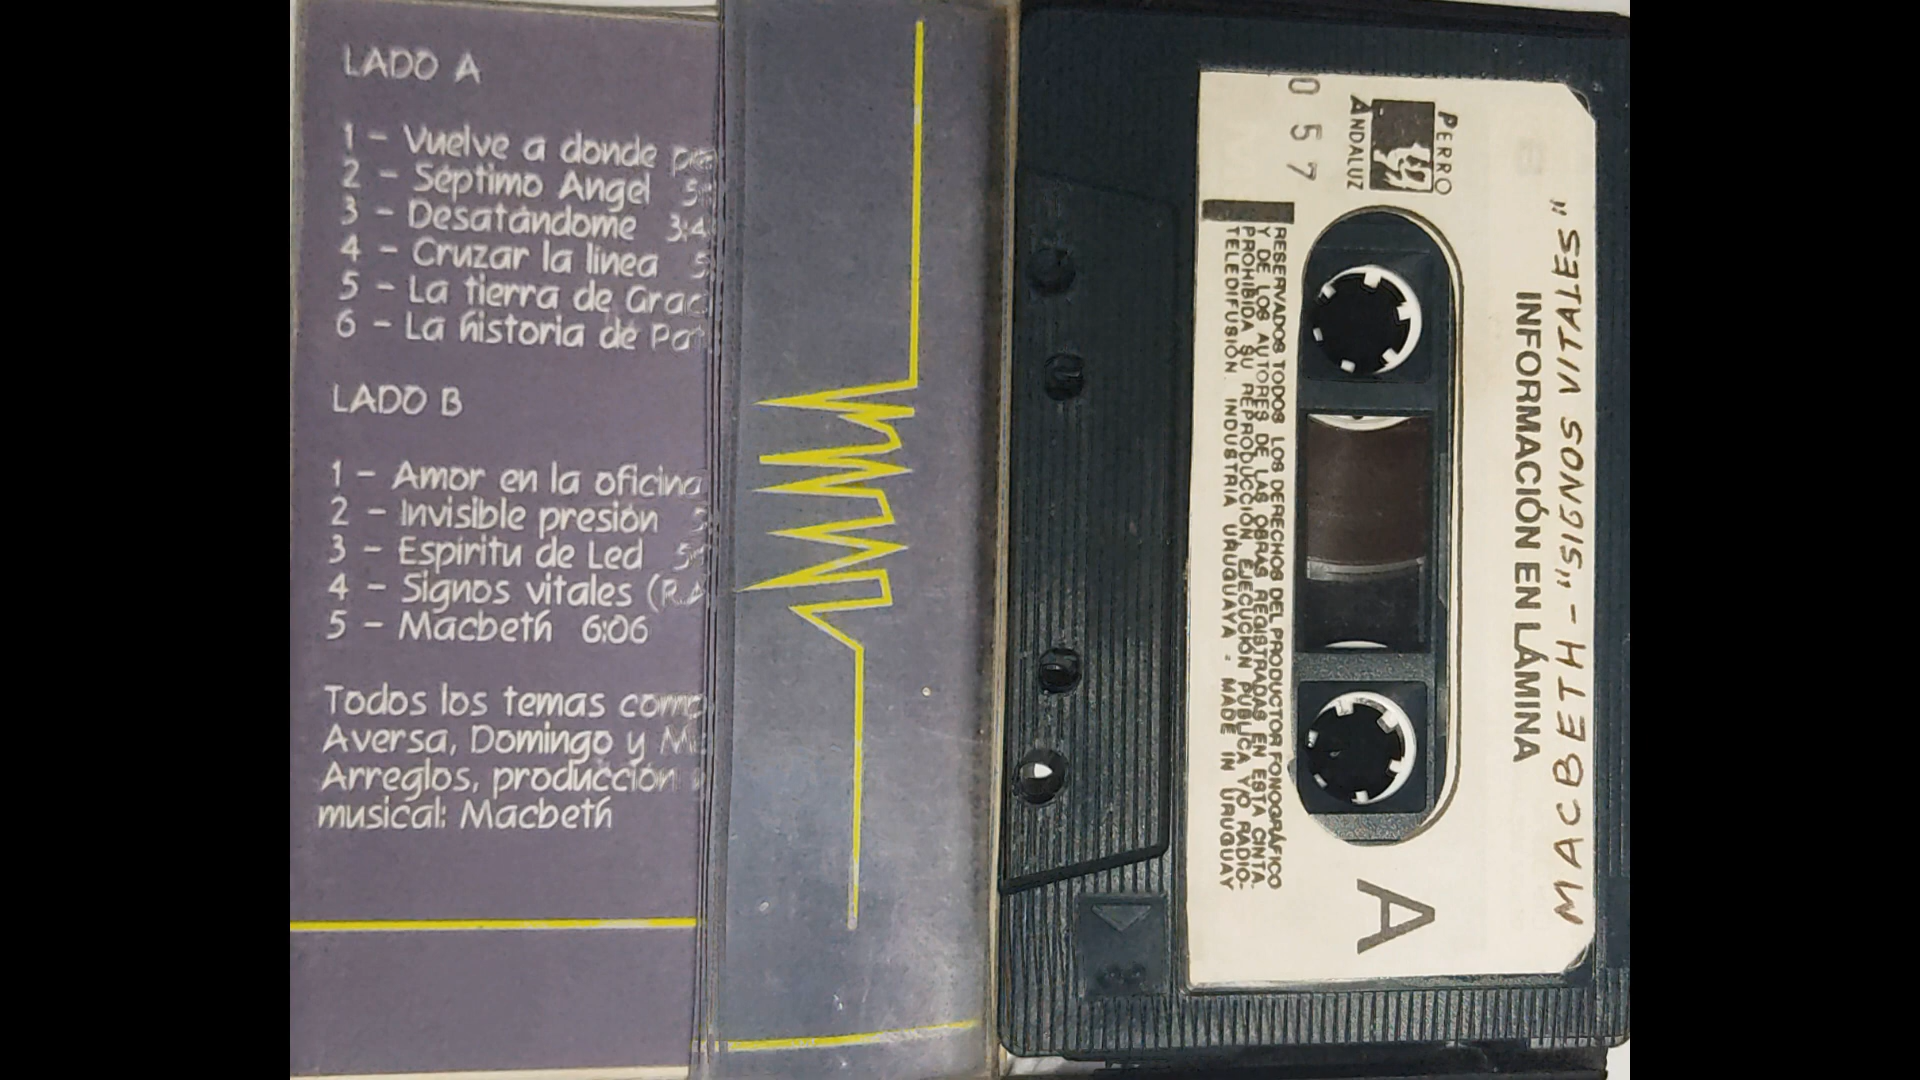 LADO A
1 - Vuelve a donde
2 - Séptimo Angel
3 - Desatándome
4 - Cruzar la línea
5 - La tierra de
6 - La historia de
LADO B
1 - Amor en la oficina
2 - Invisible presión
3 - Espíritu de Led
4 - Signos vitales
5 - Macbeth 6:06
Todos los temas
Aversa, Domingo y
Arreglos, producción
musical: Macbeth
MACBETH - "SIGNOS VITALES"
INFORMACIÓN EN LÁMINA
PERRO
ANDALUZ
057
A
RESERVADOS TODOS LOS DERECHOS DEL PRODUCTOR FONOGRÁFICO
Y DE LOS AUTORES DE LAS OBRAS REGISTRADAS EN ESTA CINTA.
PROHIBIDA SU REPRODUCCIÓN, EJECUCIÓN PÚBLICA Y/O RADIO-
TELEDIFUSIÓN. INDUSTRIA URUGUAYA - MADE IN URUGUAY